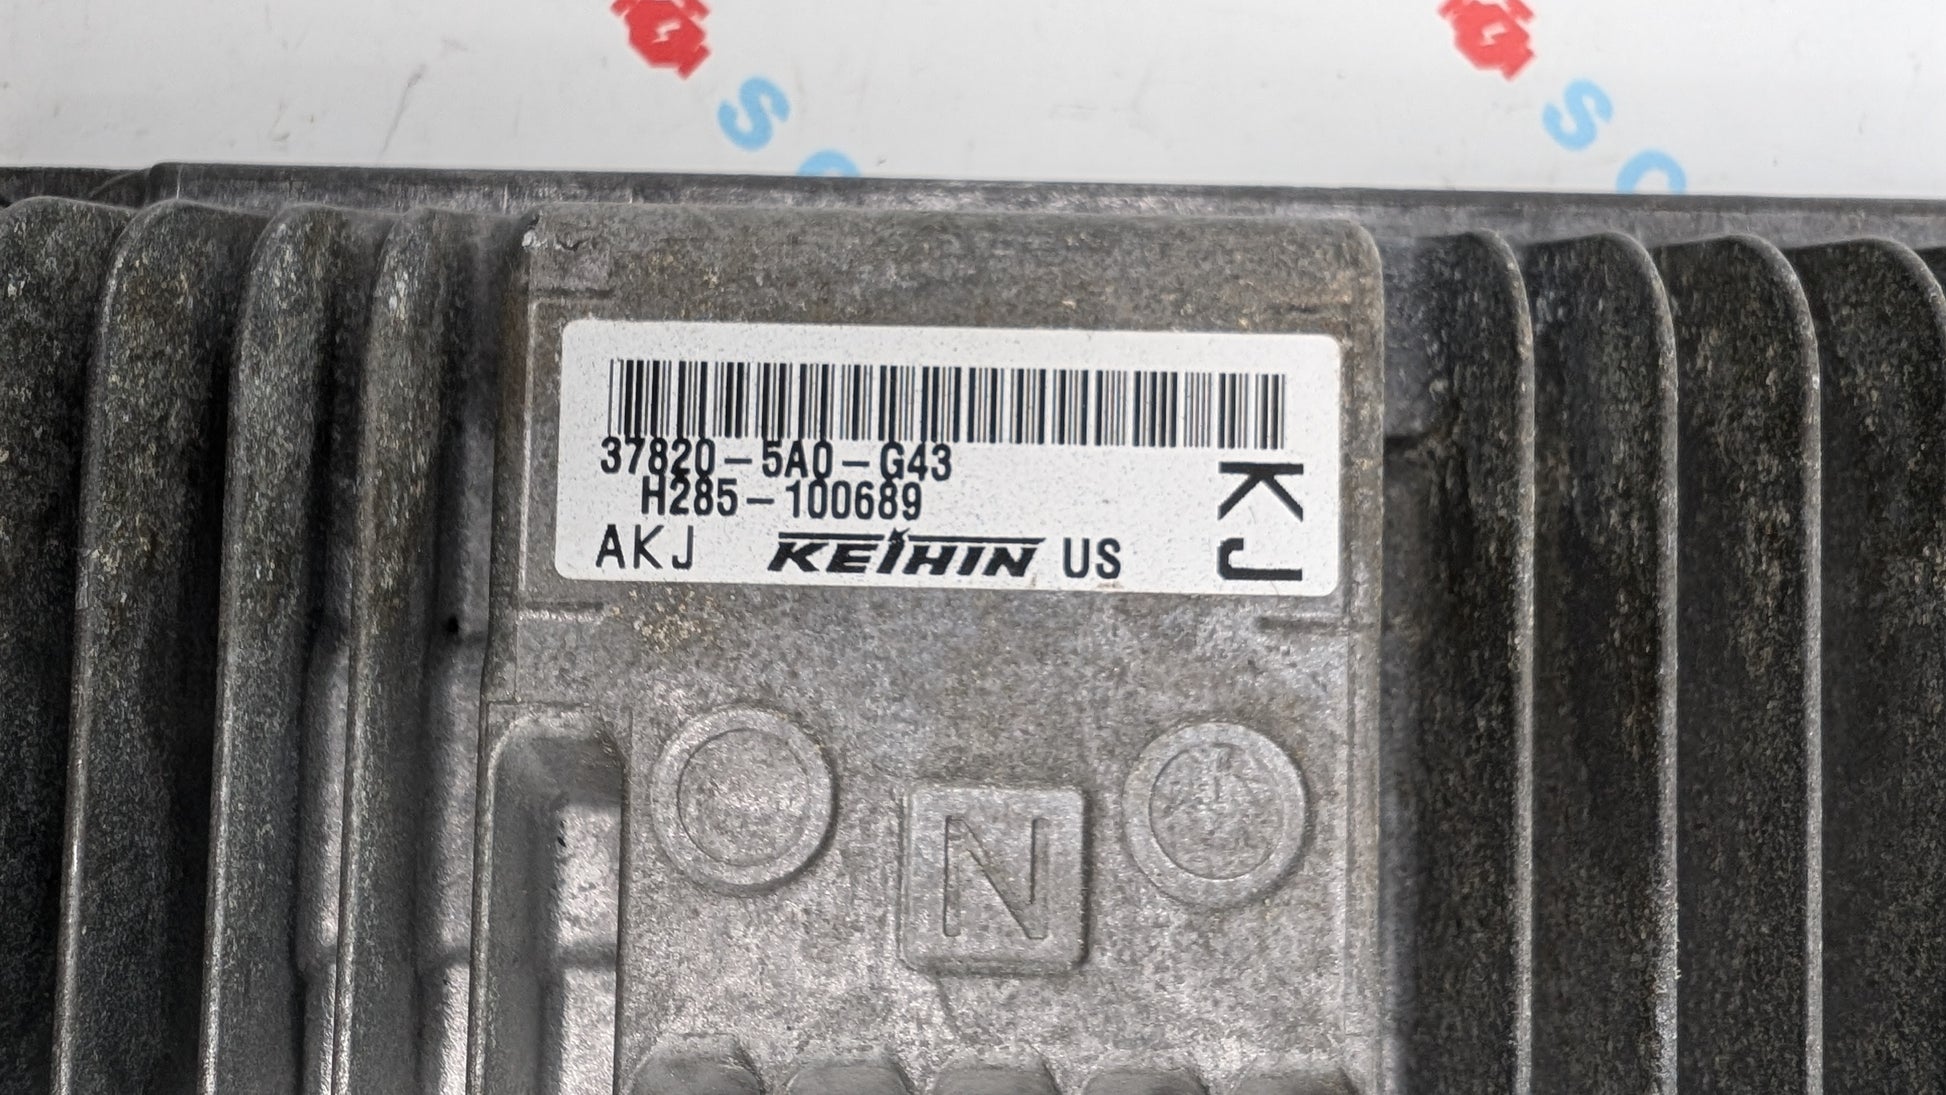 S
37820-5A0-G43
H285-100689
AKJ KEIHIN US
KJ
N